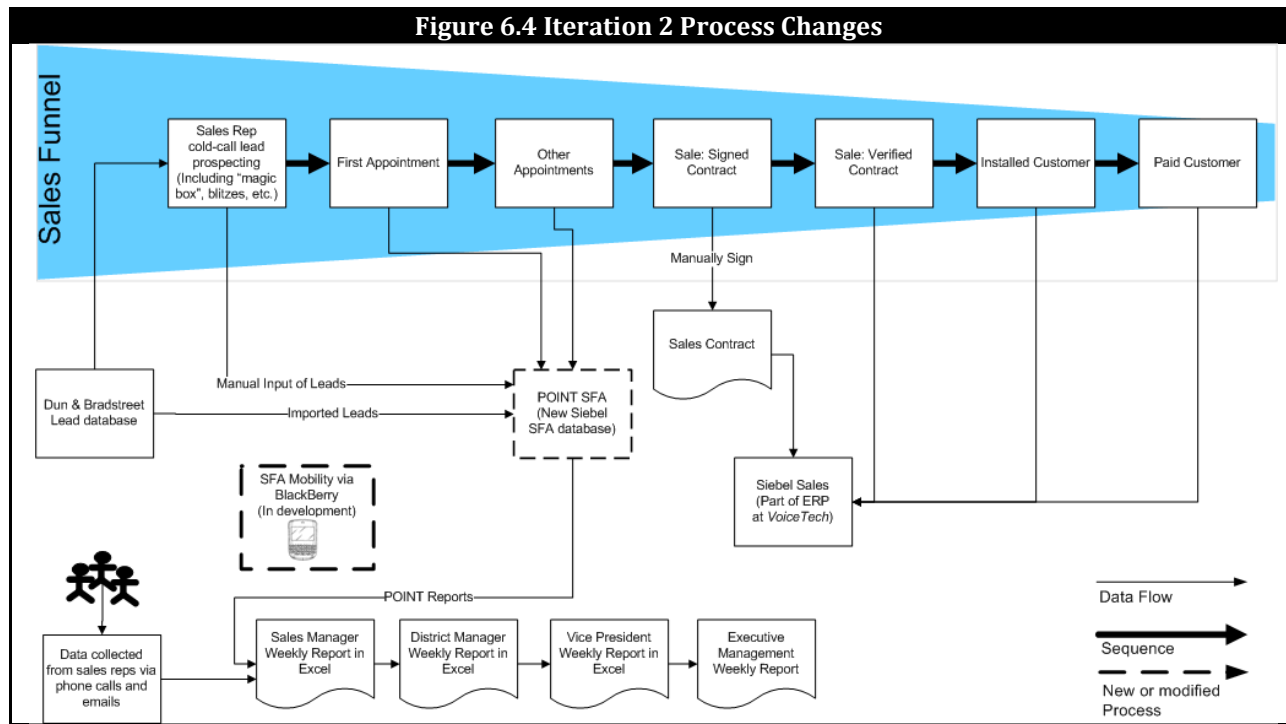 Figure 6.4 Iteration 2 Process Changes
Sales Funnel
Sales Rep
cold-call lead
prospecting
(Including “magic
box”, blitzes, etc.)
First Appointment
Other
Appointments
Sale: Signed
Contract
Sale: Verified
Contract
Installed Customer
Paid Customer
Manually Sign
Sales Contract
Dun & Bradstreet
Lead database
Manual Input of Leads
Imported Leads
POINT SFA
(New Siebel
SFA database)
SFA Mobility via
BlackBerry
(In development)
Siebel Sales
(Part of ERP
at VoiceTech)
POINT Reports
Data collected
from sales reps via
phone calls and
emails
Sales Manager
Weekly Report in
Excel
District Manager
Weekly Report in
Excel
Vice President
Weekly Report in
Excel
Executive
Management
Weekly Report
Data Flow
Sequence
New or modified
Process